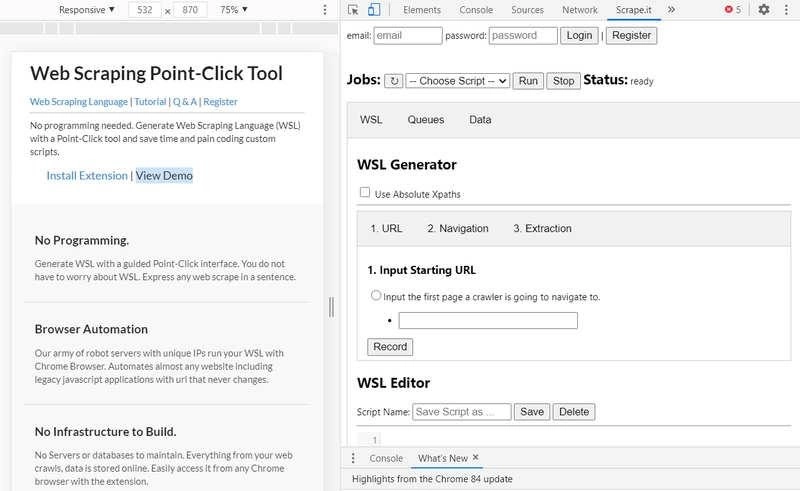 Responsive ▼ 532 × 870 75% ▼
Web Scraping Point-Click Tool
Web Scraping Language | Tutorial | Q & A | Register
No programming needed. Generate Web Scraping Language (WSL)
with a Point-Click tool and save time and pain coding custom
scripts.
Install Extension | View Demo
No Programming.
Generate WSL with a guided Point-Click interface. You do not
have to worry about WSL. Express any web scrape in a sentence.
Browser Automation
Our army of robot servers with unique IPs run your WSL with
Chrome Browser. Automates almost any website including
legacy javascript applications with url that never changes.
No Infrastructure to Build.
No Servers or databases to maintain. Everything from your web
crawls, data is stored online. Easily access it from any Chrome
browser with the extension.
Elements Console Sources Network Scrape.it » 5
email: email password: password Login | Register
Jobs: ↻ -- Choose Script -- Run Stop Status: ready
WSL Queues Data
WSL Generator
Use Absolute Xpaths
1. URL 2. Navigation 3. Extraction
1. Input Starting URL
Input the first page a crawler is going to navigate to.
Record
WSL Editor
Script Name: Save Script as ... Save Delete
1
Console What's New ×
Highlights from the Chrome 84 update